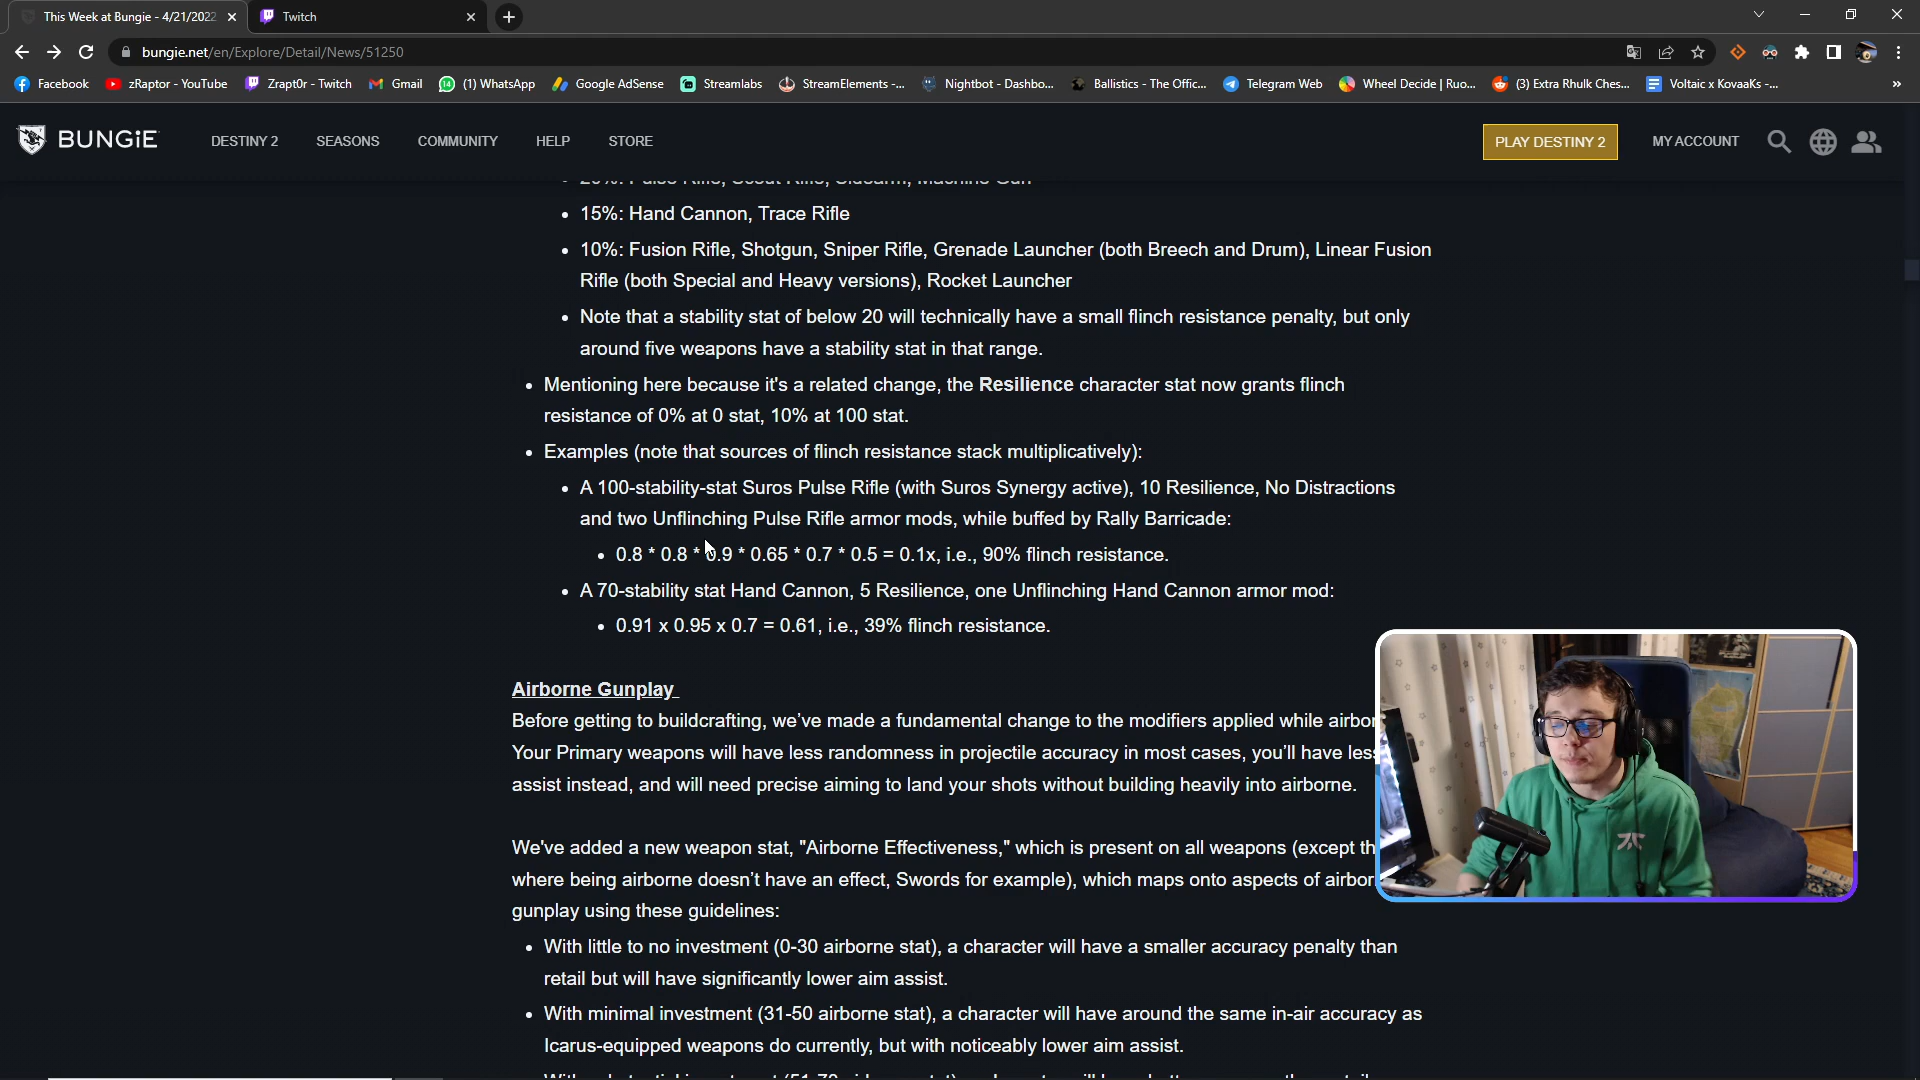 This Week at Bungie - 4/21/2022
Twitch
bungie.net/en/Explore/Detail/News/51250
Facebook
zRaptor - YouTube
Zrapt0r - Twitch
Gmail
(1) WhatsApp
Google AdSense
Streamlabs
StreamElements -...
Nightbot - Dashbo...
Ballistics - The Offic...
Telegram Web
Wheel Decide | Ruo...
(3) Extra Rhulk Ches...
Voltaic x KovaaKs -...
»
BUNGiE
DESTINY 2
SEASONS
COMMUNITY
HELP
STORE
PLAY DESTINY 2
MY ACCOUNT
20%: Pulse Rifle, Scout Rifle, Sidearm, Machine Gun
15%: Hand Cannon, Trace Rifle
10%: Fusion Rifle, Shotgun, Sniper Rifle, Grenade Launcher (both Breech and Drum), Linear Fusion
Rifle (both Special and Heavy versions), Rocket Launcher
Note that a stability stat of below 20 will technically have a small flinch resistance penalty, but only
around five weapons have a stability stat in that range.
Mentioning here because it's a related change, the Resilience character stat now grants flinch
resistance of 0% at 0 stat, 10% at 100 stat.
Examples (note that sources of flinch resistance stack multiplicatively):
A 100-stability-stat Suros Pulse Rifle (with Suros Synergy active), 10 Resilience, No Distractions
and two Unflinching Pulse Rifle armor mods, while buffed by Rally Barricade:
0.8 * 0.8 * 0.9 * 0.65 * 0.7 * 0.5 = 0.1x, i.e., 90% flinch resistance.
A 70-stability stat Hand Cannon, 5 Resilience, one Unflinching Hand Cannon armor mod:
0.91 x 0.95 x 0.7 = 0.61, i.e., 39% flinch resistance.
Airborne Gunplay
Before getting to buildcrafting, we've made a fundamental change to the modifiers applied while airbor
Your Primary weapons will have less randomness in projectile accuracy in most cases, you'll have les
assist instead, and will need precise aiming to land your shots without building heavily into airborne.
We've added a new weapon stat, "Airborne Effectiveness," which is present on all weapons (except th
where being airborne doesn't have an effect, Swords for example), which maps onto aspects of airbor
gunplay using these guidelines:
With little to no investment (0-30 airborne stat), a character will have a smaller accuracy penalty than
retail but will have significantly lower aim assist.
With minimal investment (31-50 airborne stat), a character will have around the same in-air accuracy as
Icarus-equipped weapons do currently, but with noticeably lower aim assist.